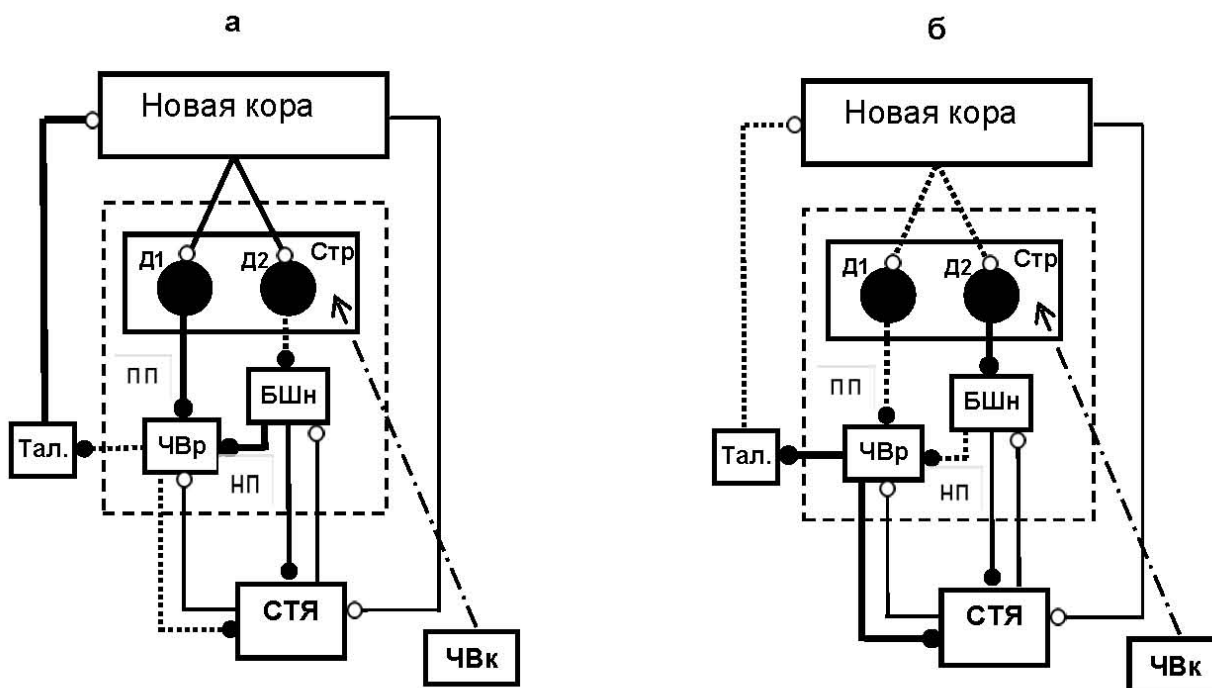 а
Новая кора
Д1
Д2
Стр
ПП
БШн
Тал.
ЧВр
НП
СТЯ
ЧВк
б
Новая кора
Д1
Д2
Стр
ПП
БШн
Тал.
ЧВр
НП
СТЯ
ЧВк